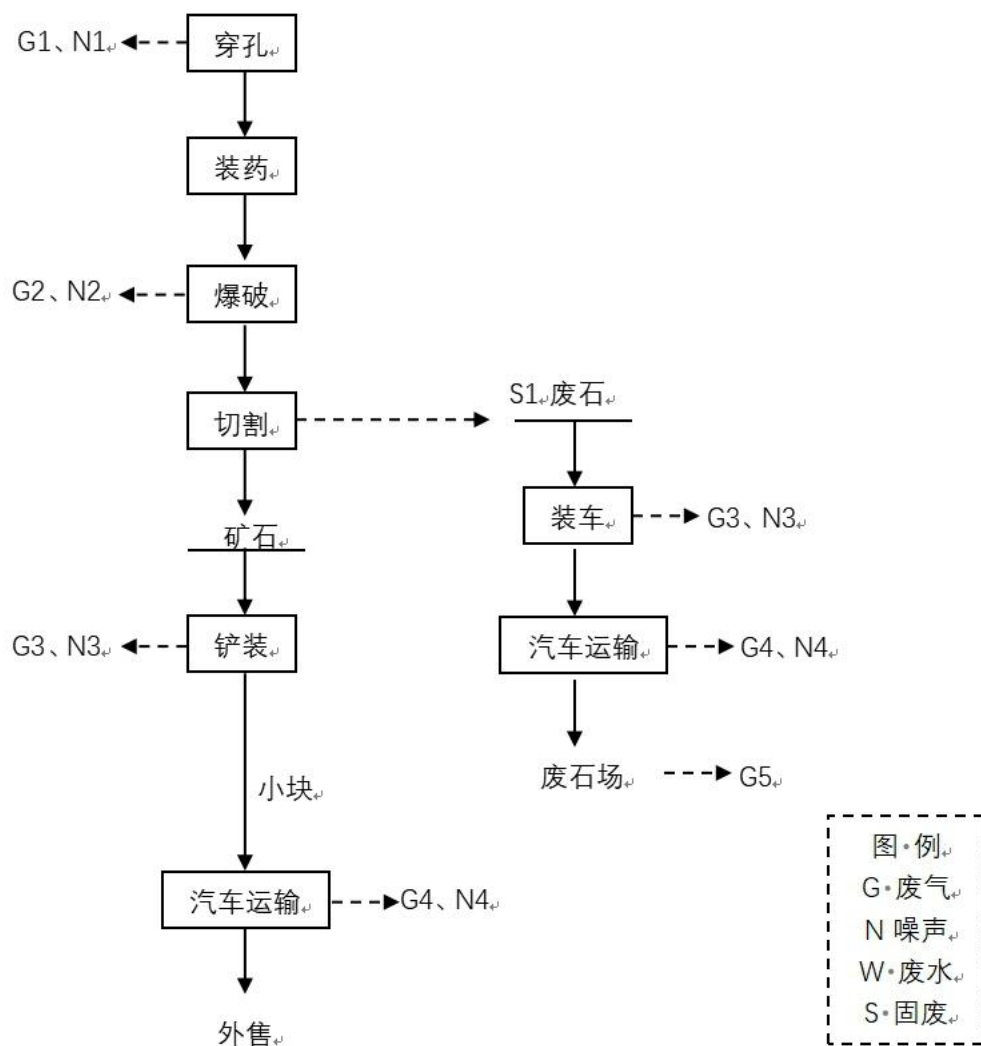 G1、N1
穿孔
装药
G2、N2
爆破
切割
S1 废石
矿石
装车
G3、N3
G3、N3
铲装
汽车运输
G4、N4
小块
废石场
G5
汽车运输
G4、N4
外售
图·例
G·废气
N 噪声
W·废水
S·固废